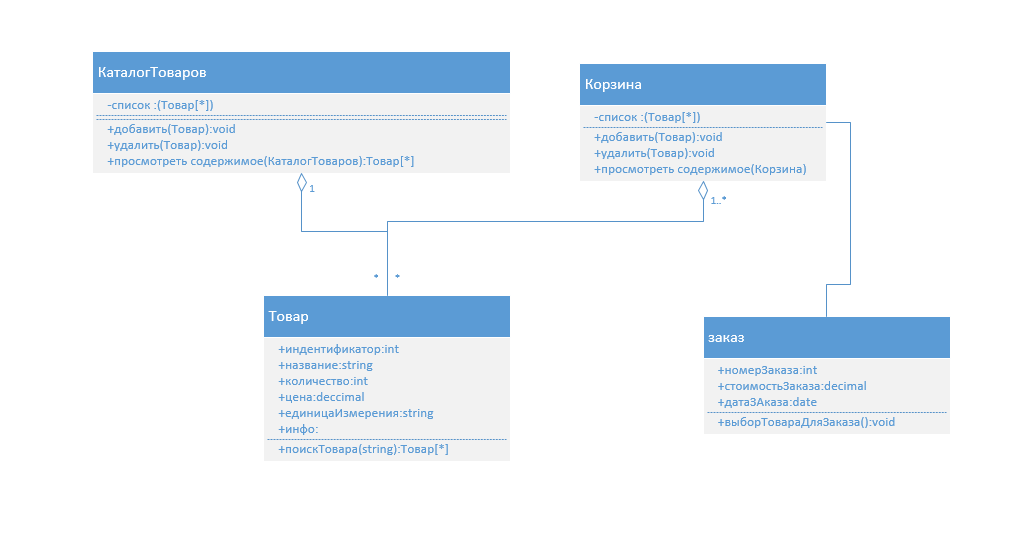 КаталогТоваров
-список :(Товар[*])
+добавить(Товар):void
+удалить(Товар):void
+просмотреть содержимое(КаталогТоваров):Товар[*]
1
Корзина
-список :(Товар[*])
+добавить(Товар):void
+удалить(Товар):void
+просмотреть содержимое(Корзина)
1..*
* *
Товар
+индентификатор:int
+название:string
+количество:int
+цена:deccimal
+единицаИзмерения:string
+инфо:
+поискТовара(string):Товар[*]
заказ
+номерЗаказа:int
+стоимостьЗаказа:decimal
+датаЗАказа:date
+выборТовараДляЗаказа():void